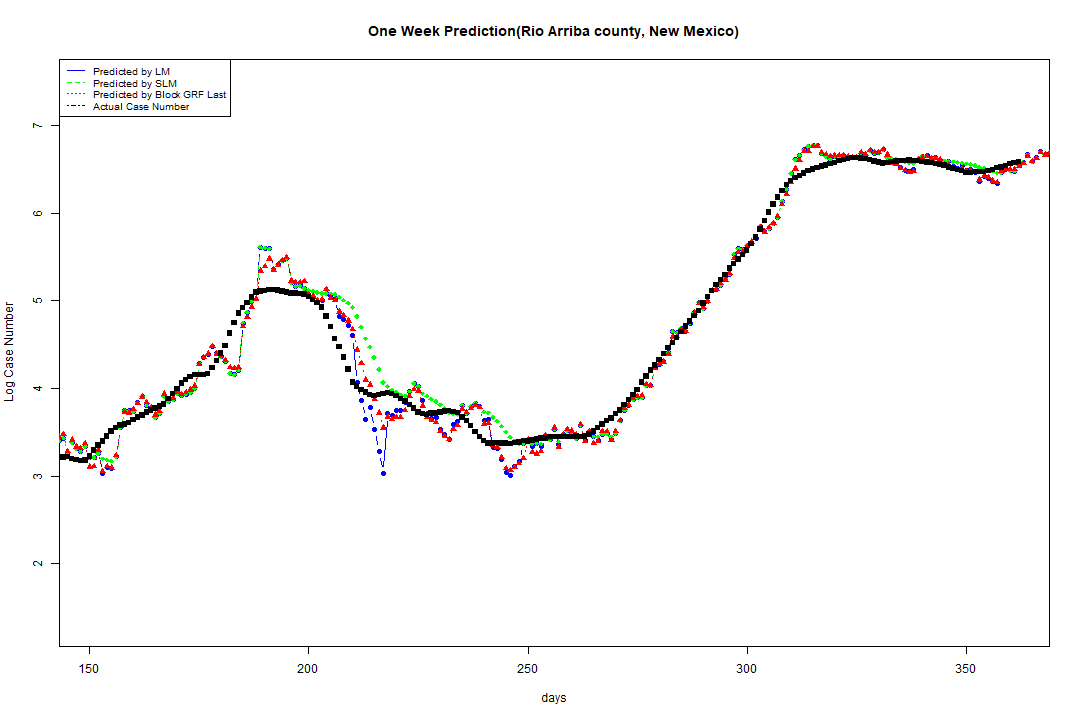 One Week Prediction(Rio Arriba county, New Mexico)
Predicted by LM
Predicted by SLM
Predicted by Block GRF Last
Actual Case Number
Log Case Number
7
6
5
4
3
2
150 200 250 300 350
days